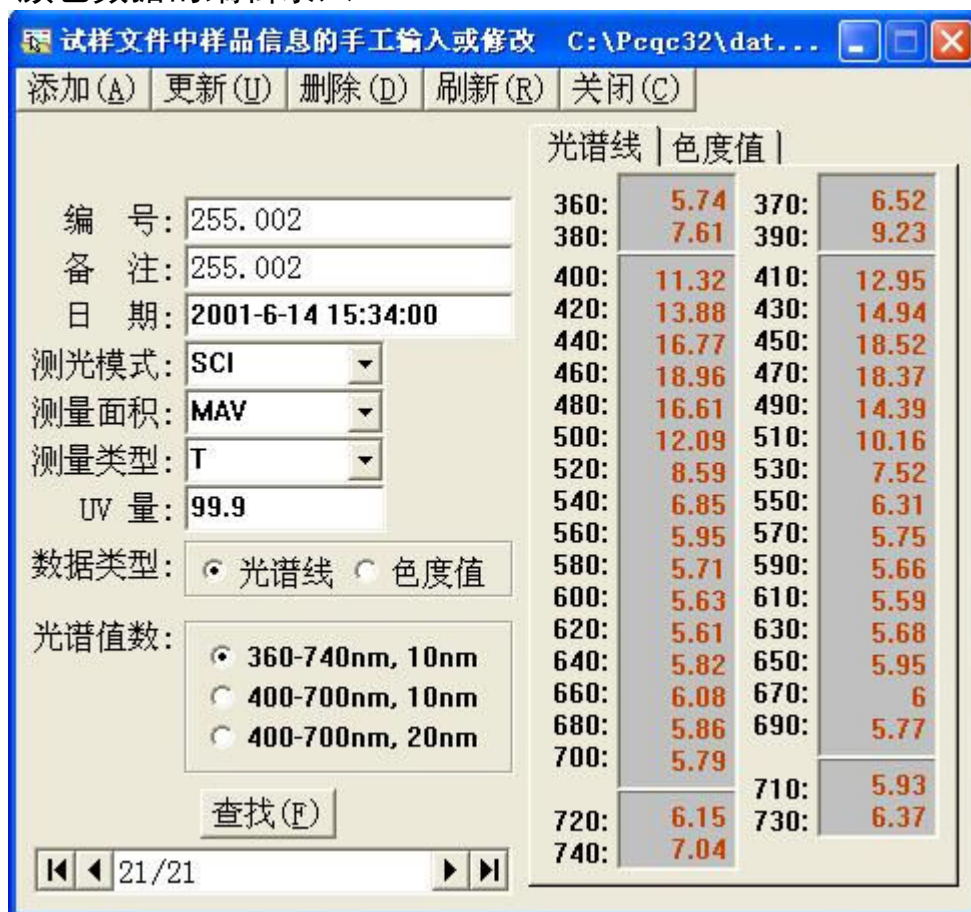 试样文件中样品信息的手工输入或修改 C:\Pcqc32\dat...
添加(A) 更新(U) 删除(D) 刷新(R) 关闭(C)
光谱线 色度值
编 号: 255.002
备 注: 255.002
日 期: 2001-6-14 15:34:00
测光模式: SCI
测量面积: MAV
测量类型: T
UV 量: 99.9
数据类型: 光谱线 色度值
光谱值数: 360-740nm, 10nm
400-700nm, 10nm
400-700nm, 20nm
查找(F)
21/21
360: 5.74 370: 6.52
380: 7.61 390: 9.23
400: 11.32 410: 12.95
420: 13.88 430: 14.94
440: 16.77 450: 18.52
460: 18.96 470: 18.37
480: 16.61 490: 14.39
500: 12.09 510: 10.16
520: 8.59 530: 7.52
540: 6.85 550: 6.31
560: 5.95 570: 5.75
580: 5.71 590: 5.66
600: 5.63 610: 5.59
620: 5.61 630: 5.68
640: 5.82 650: 5.95
660: 6.08 670: 6
680: 5.86 690: 5.77
700: 5.79
710: 5.93
720: 6.15 730: 6.37
740: 7.04